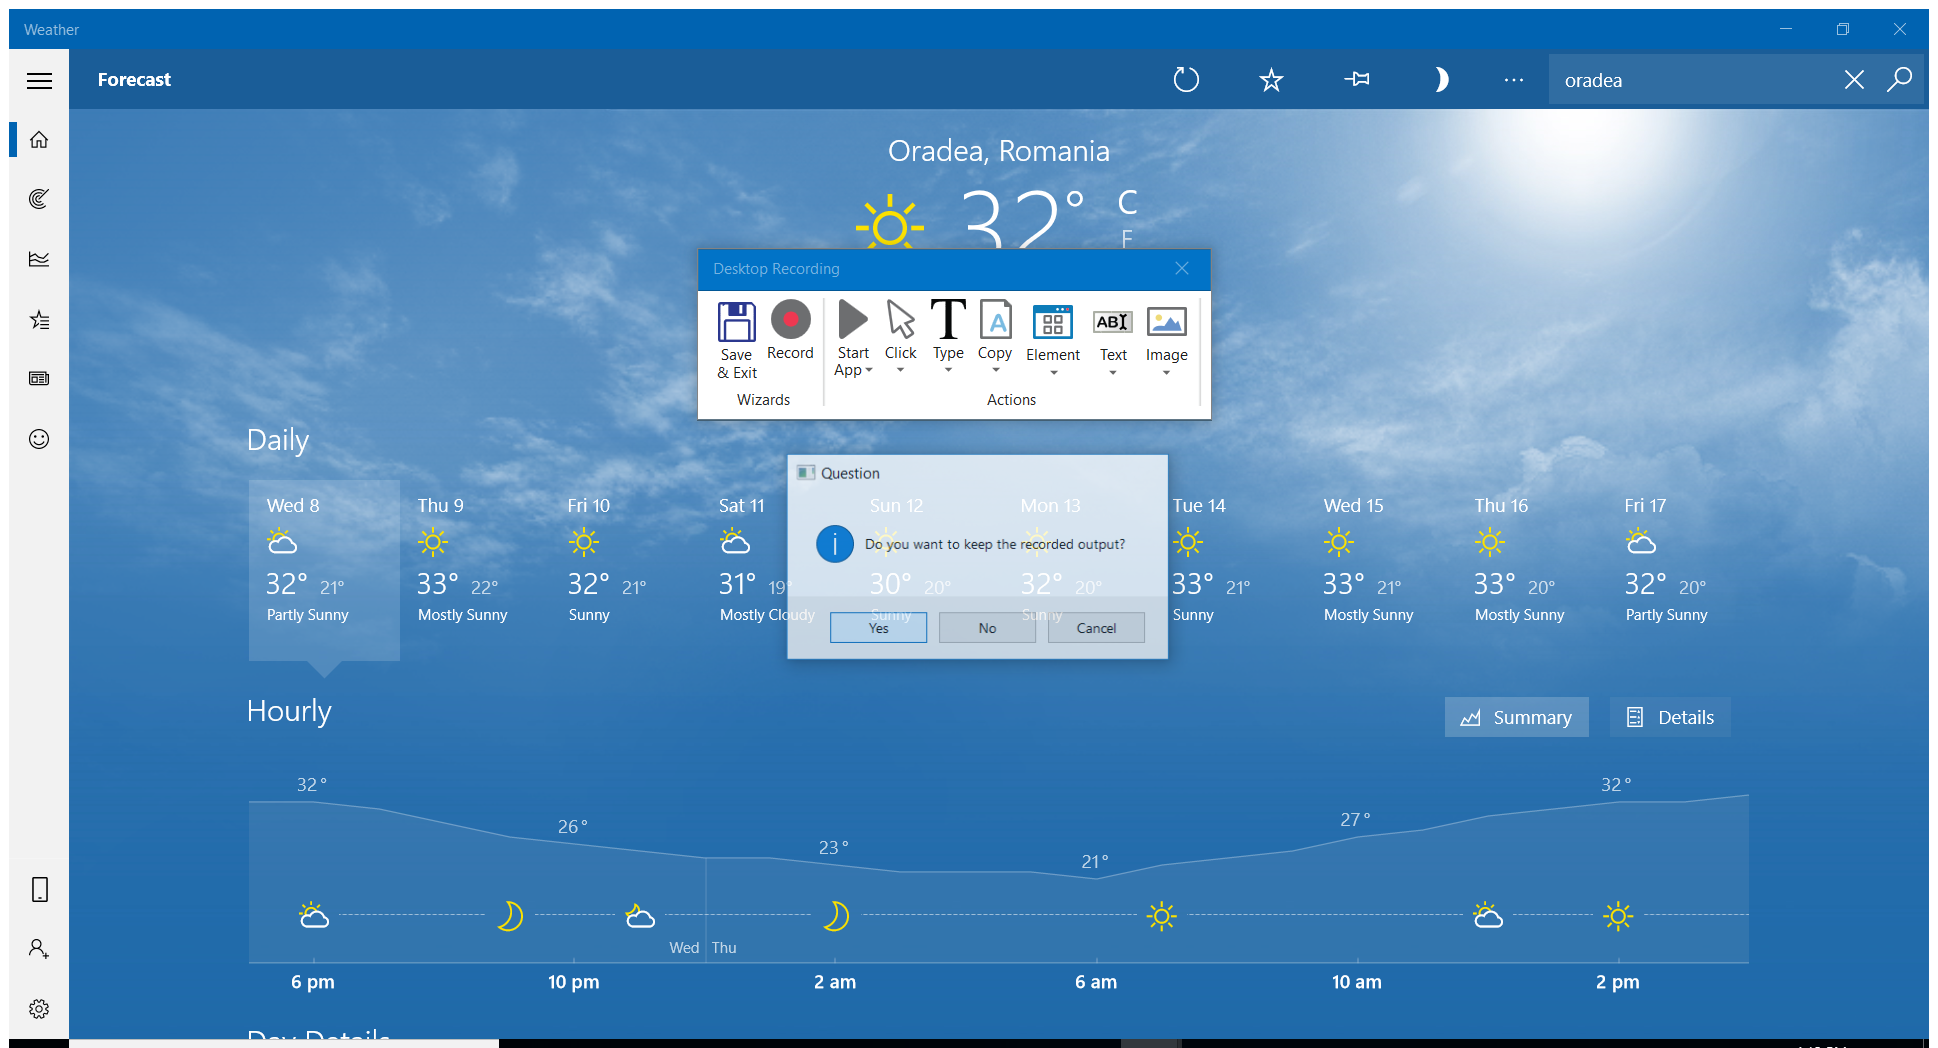 Weather
Forecast
oradea
Oradea, Romania
32° C
F
Desktop Recording
Save & Exit
Record
Start App
Click
Type
Copy
Element
Text
Image
Wizards
Actions
Daily
Question
Do you want to keep the recorded output?
Yes
No
Cancel
Wed 8
32° 21°
Partly Sunny
Thu 9
33° 22°
Mostly Sunny
Fri 10
32° 21°
Sunny
Sat 11
31° 19°
Mostly Cloudy
Sun 12
30° 20°
Sunny
Mon 13
32° 20°
Sunny
Tue 14
33° 21°
Sunny
Wed 15
33° 21°
Mostly Sunny
Thu 16
33° 20°
Mostly Sunny
Fri 17
32° 20°
Partly Sunny
Hourly
Summary
Details
32° 26° 23° 21° 27° 32°
Wed Thu
6 pm 10 pm 2 am 6 am 10 am 2 pm
Day Details